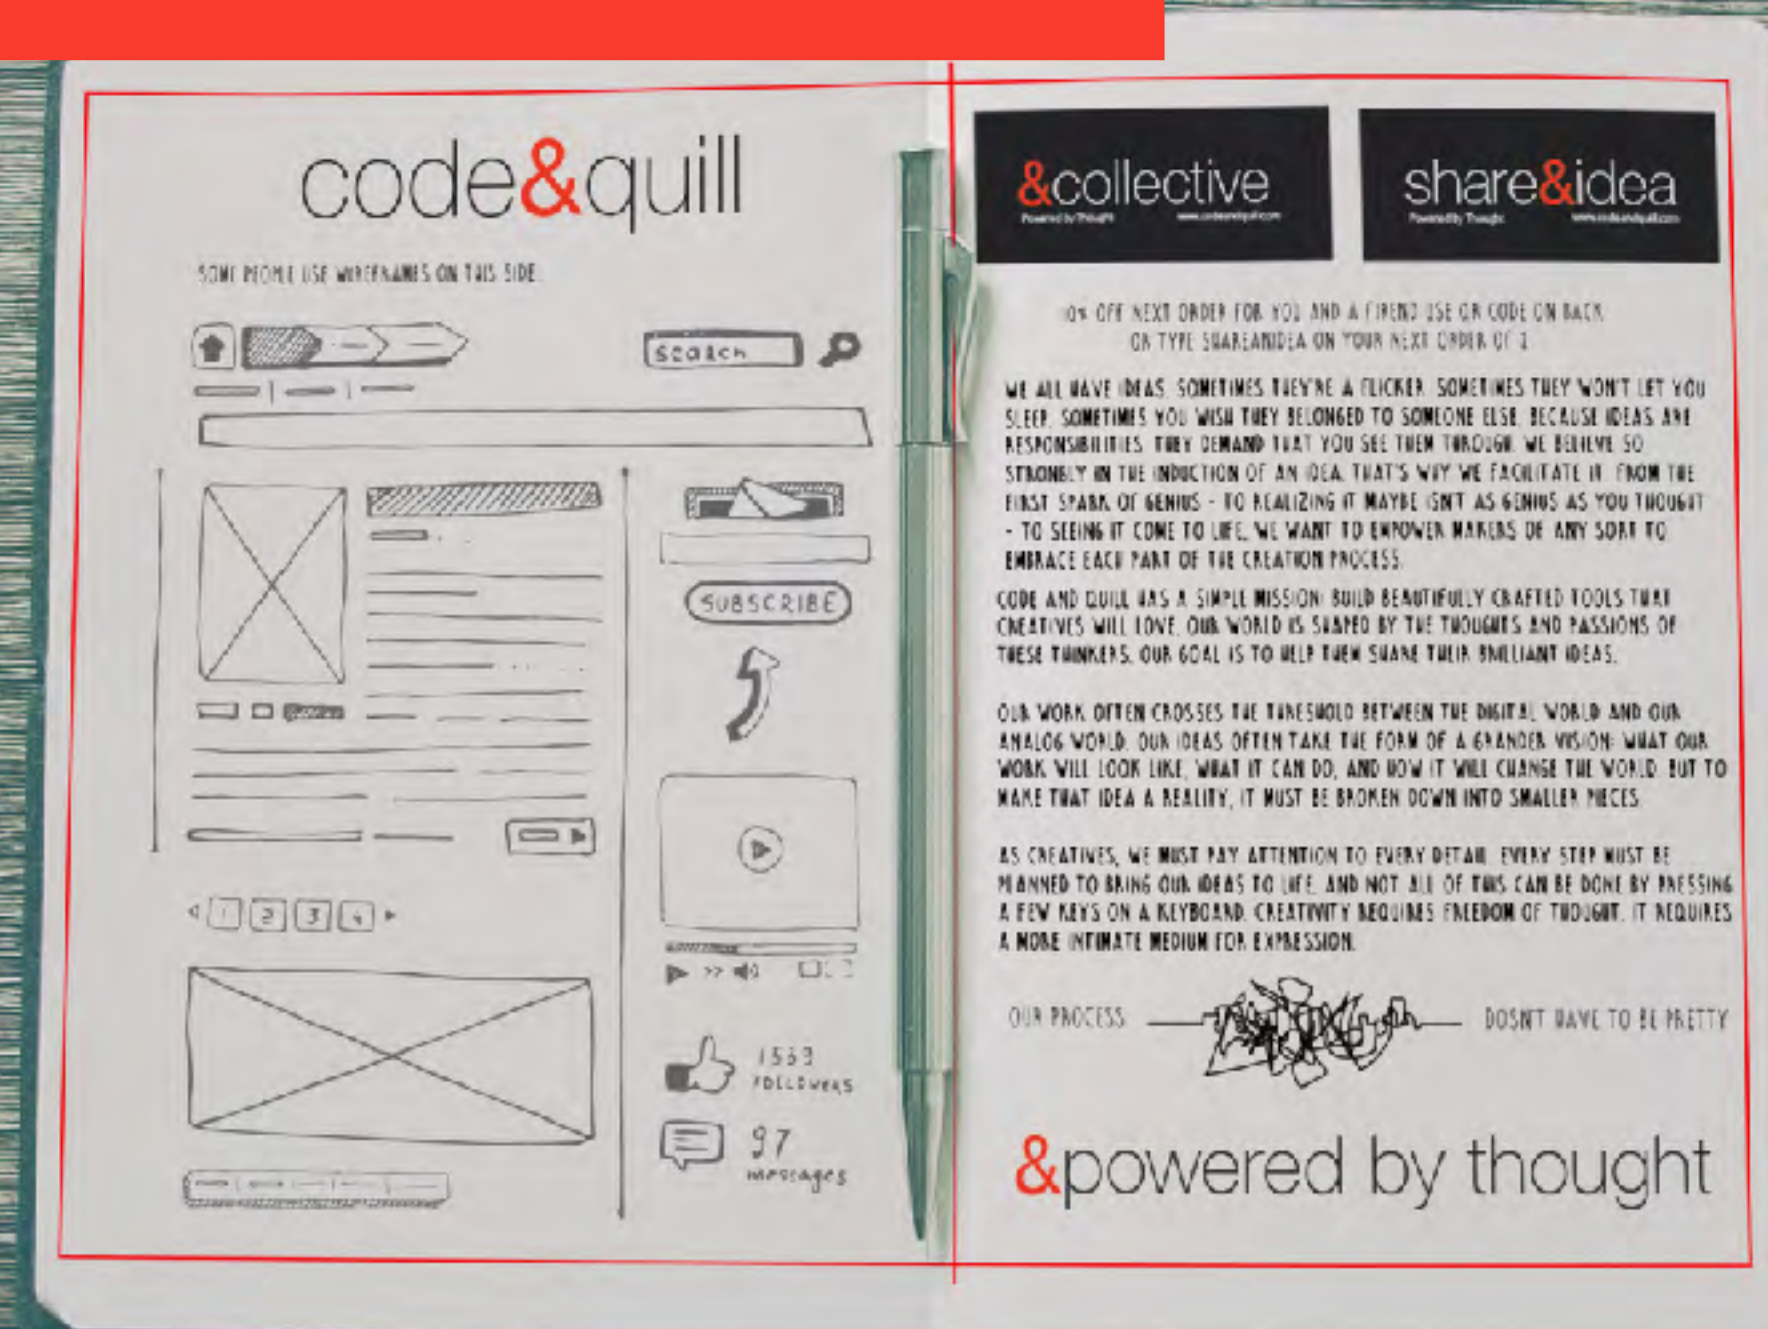 code&quill
SOME PEOPLE USE WIREFRAMES ON THIS SIDE.
search
SUBSCRIBE
1 2 3 4
FOLLOWERS
97
messages
&collective
Powered by Thought www.codeandquill.com
share&idea
Powered by Thought www.codeandquill.com
OFF NEXT ORDER FOR YOU AND A FIREND USE QR CODE ON BACK
OR TYPE SHAREANIDEA ON YOUR NEXT ORDER OF 2
WE ALL HAVE IDEAS. SOMETIMES THEY'RE A FLICKER. SOMETIMES THEY WON'T LET YOU
SLEEP. SOMETIMES YOU WISH THEY BELONGED TO SOMEONE ELSE. BECAUSE IDEAS ARE
RESPONSIBILITIES. THEY DEMAND THAT YOU SEE THEM THROUGH. WE BELIEVE SO
STRONGLY IN THE INDUCTION OF AN IDEA, THAT'S WHY WE FACILITATE IT. FROM THE
FIRST SPARK OF GENIUS - TO REALIZING IT MAYBE ISN'T AS GENIUS AS YOU THOUGHT
- TO SEEING IT COME TO LIFE, WE WANT TO EMPOWER MAKERS OF ANY SORT TO
EMBRACE EACH PART OF THE CREATION PROCESS.
CODE AND QUILL HAS A SIMPLE MISSION: BUILD BEAUTIFULLY CRAFTED TOOLS THAT
CREATIVES WILL LOVE. OUR WORLD IS SHAPED BY THE THOUGHTS AND PASSIONS OF
THESE THINKERS. OUR GOAL IS TO HELP THEM SHARE THEIR BRILLIANT IDEAS.
OUR WORK OFTEN CROSSES THE THRESHOLD BETWEEN THE DIGITAL WORLD AND OUR
ANALOG WORLD. OUR IDEAS OFTEN TAKE THE FORM OF A GRANDER VISION: WHAT OUR
WORK WILL LOOK LIKE, WHAT IT CAN DO, AND HOW IT WILL CHANGE THE WORLD. BUT TO
MAKE THAT IDEA A REALITY, IT MUST BE BROKEN DOWN INTO SMALLER PIECES.
AS CREATIVES, WE MUST PAY ATTENTION TO EVERY DETAIL. EVERY STEP MUST BE
PLANNED TO BRING OUR IDEAS TO LIFE. AND NOT ALL OF THIS CAN BE DONE BY PRESSING
A FEW KEYS ON A KEYBOARD. CREATIVITY REQUIRES FREEDOM OF THOUGHT. IT REQUIRES
A MORE INTIMATE MEDIUM FOR EXPRESSION.
OUR PROCESS DOSN'T HAVE TO BE PRETTY
&powered by thought